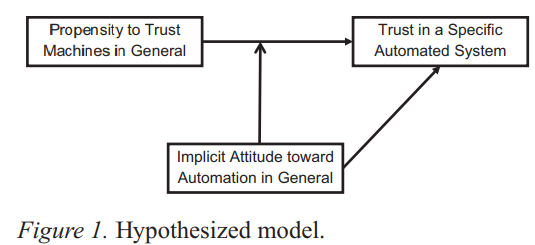 Propensity to Trust
Machines in General
Trust in a Specific
Automated System
Implicit Attitude toward
Automation in General
Figure 1. Hypothesized model.